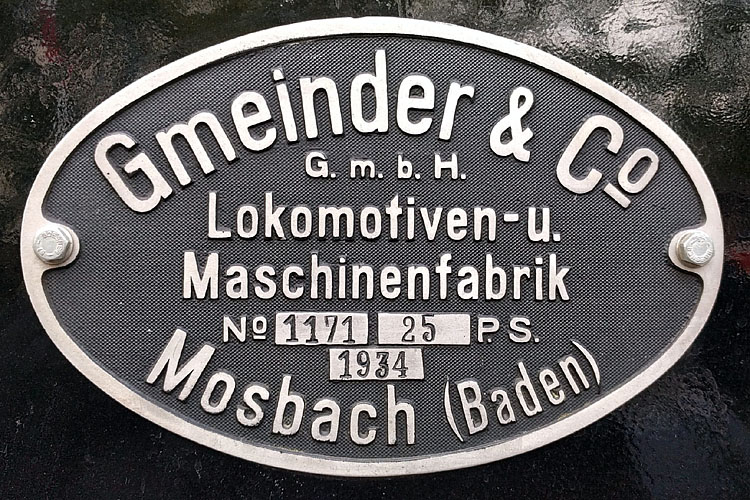 Gmeinder & Co
G. m. b. H.
Lokomotiven-u.
Maschinenfabrik
No 1171 25 P.S.
1934
Mosbach (Baden)